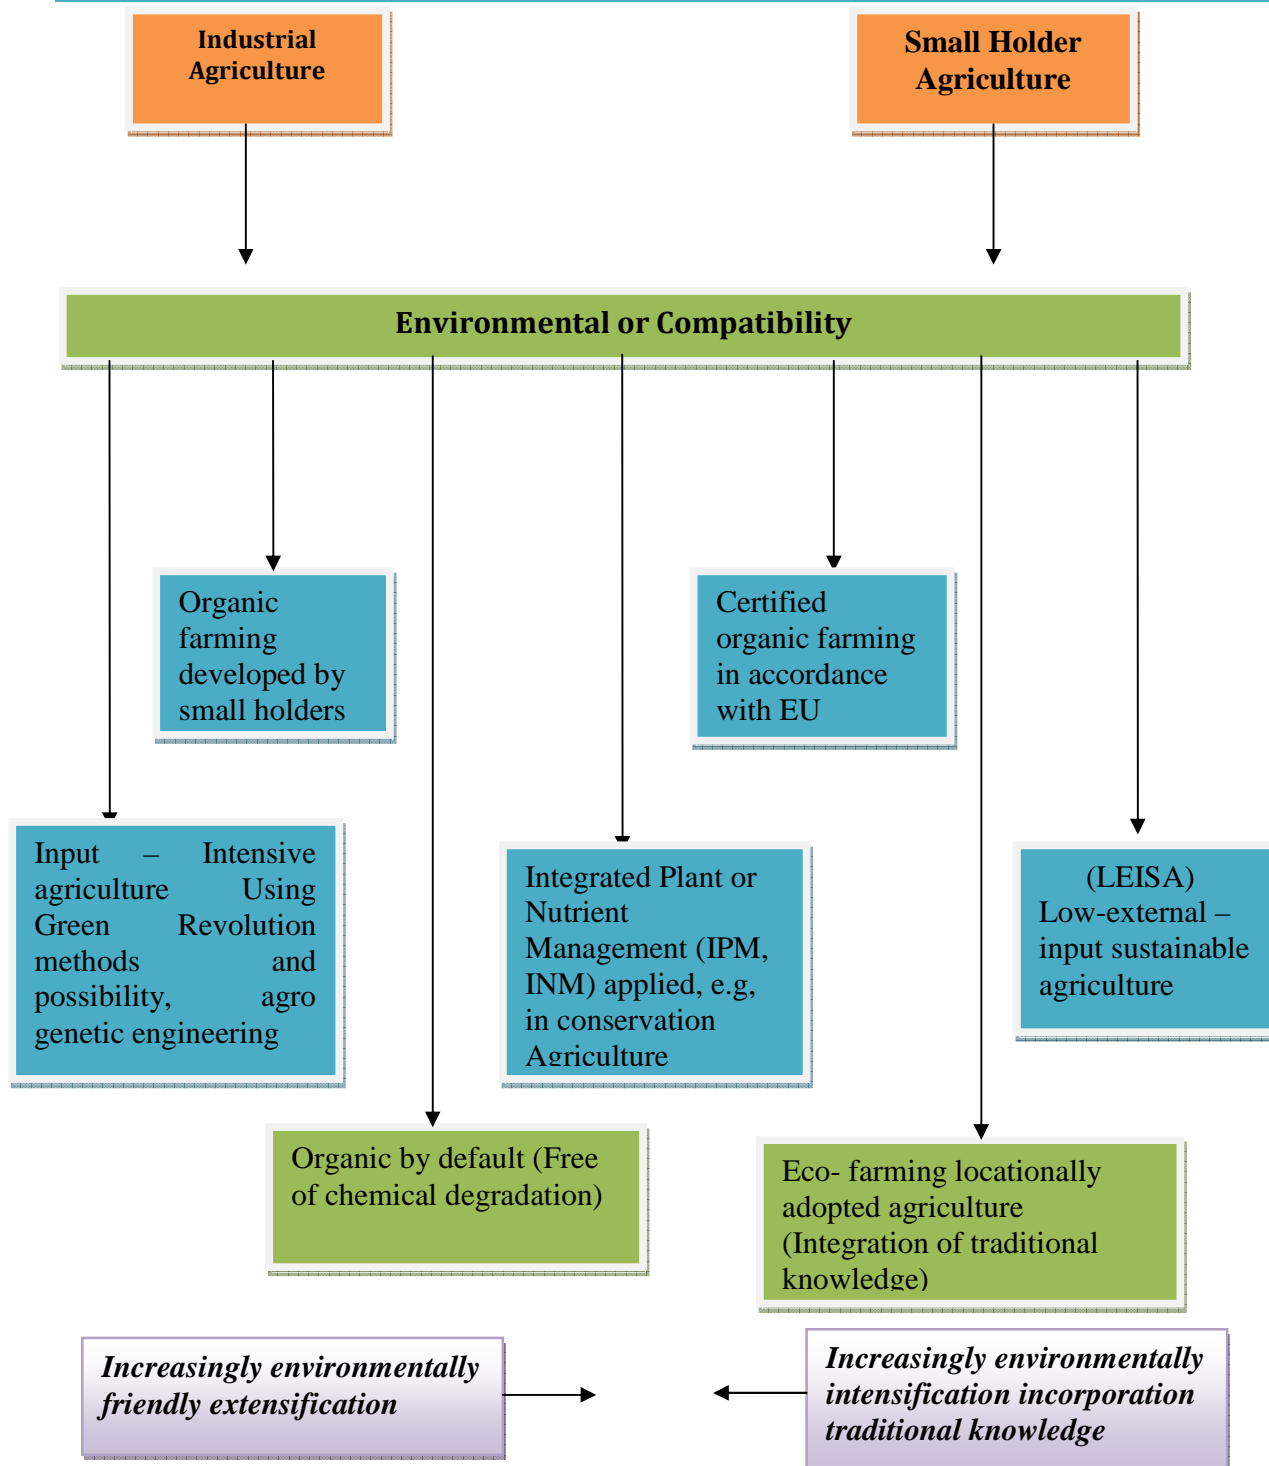 Industrial
Agriculture
Small Holder
Agriculture
Environmental or Compatibility
Organic
farming
developed by
small holders
Certified
organic farming
in accordance
with EU
Input – Intensive
agriculture Using
Green Revolution
methods and
possibility, agro
genetic engineering
Integrated Plant or
Nutrient
Management (IPM,
INM) applied, e.g,
in conservation
Agriculture
(LEISA)
Low-external –
input sustainable
agriculture
Organic by default (Free
of chemical degradation)
Eco- farming locationally
adopted agriculture
(Integration of traditional
knowledge)
Increasingly environmentally
friendly extensification
Increasingly environmentally
intensification incorporation
traditional knowledge